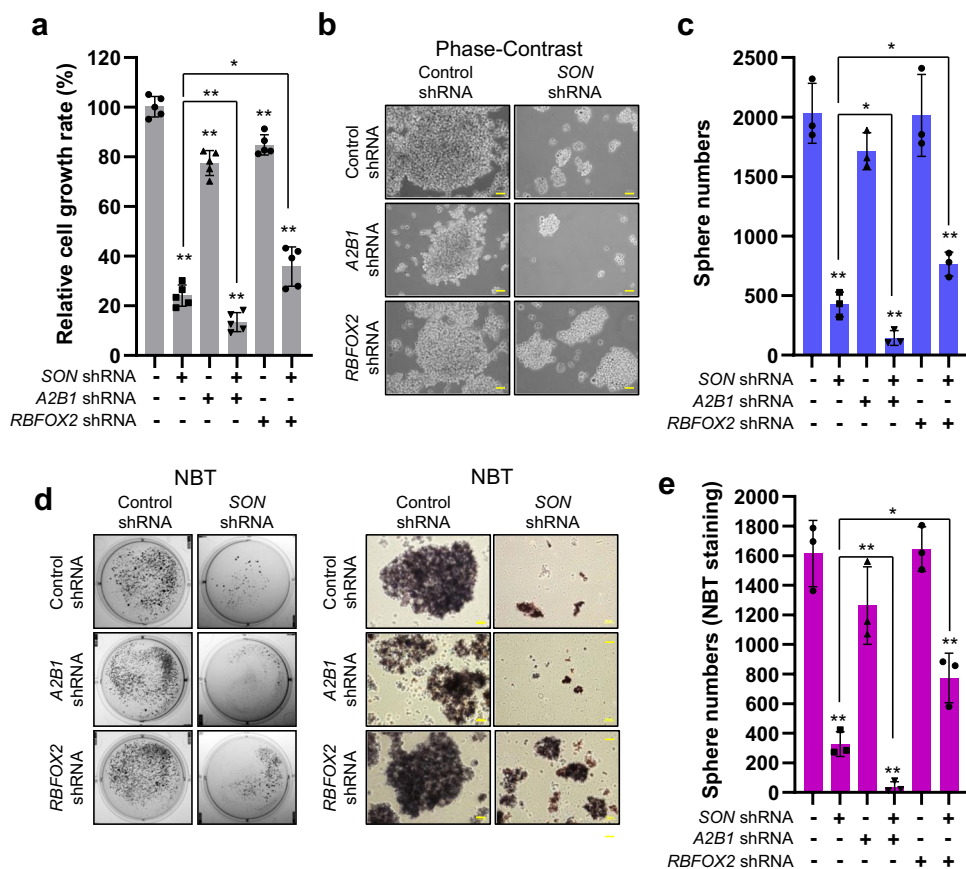 a
Relative cell growth rate (%)
120
100
80
60
40
20
0
*
**
**
**
**
**
**
SON shRNA - + - + - +
A2B1 shRNA - - + + - -
RBFOX2 shRNA - - - - + +
b
Phase-Contrast
Control shRNA
SON shRNA
Control shRNA
A2B1 shRNA
RBFOX2 shRNA
c
Sphere numbers
2500
2000
1500
1000
500
0
*
*
**
**
**
SON shRNA - + - + - +
A2B1 shRNA - - + + - -
RBFOX2 shRNA - - - - + +
d
NBT
Control shRNA
SON shRNA
Control shRNA
A2B1 shRNA
RBFOX2 shRNA
NBT
Control shRNA
SON shRNA
Control shRNA
A2B1 shRNA
RBFOX2 shRNA
e
Sphere numbers (NBT staining)
2000
1800
1600
1400
1200
1000
800
600
400
200
0
*
**
**
**
**
SON shRNA - + - + - +
A2B1 shRNA - - + + - -
RBFOX2 shRNA - - - - + +